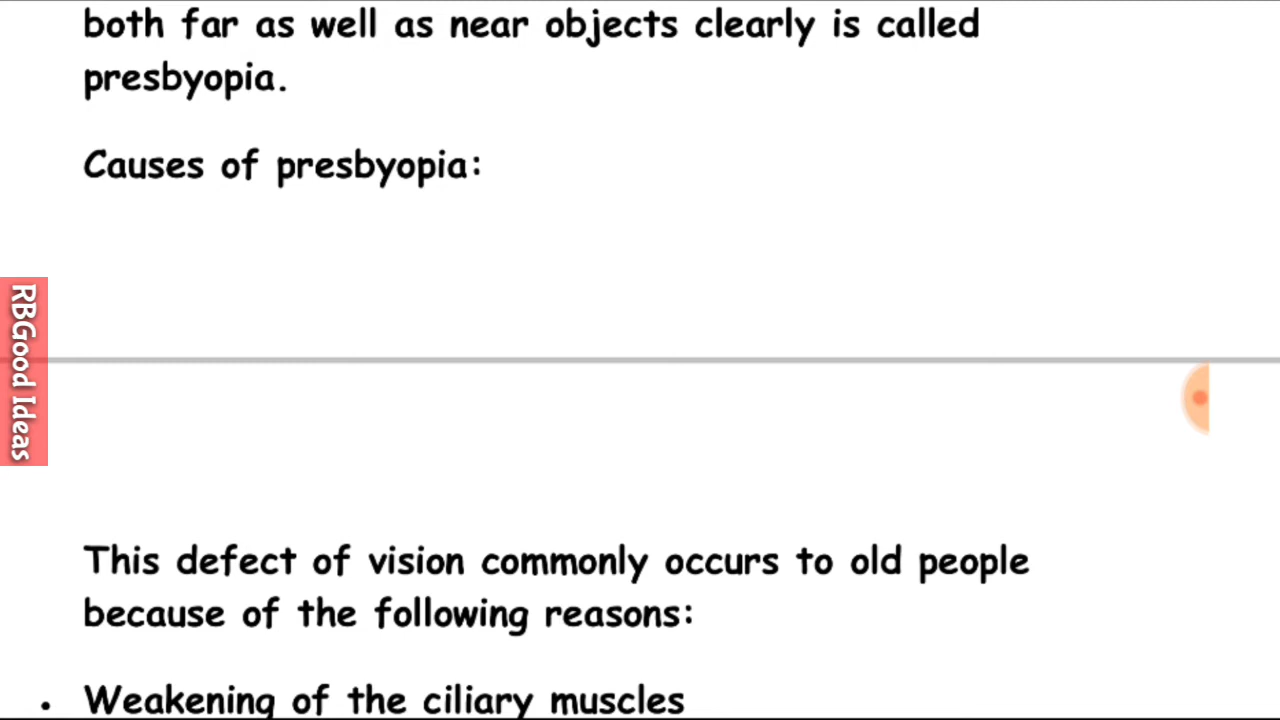 both far as well as near objects clearly is called
presbyopia.
Causes of presbyopia:
RBGood Ideas
This defect of vision commonly occurs to old people
because of the following reasons:
• Weakening of the ciliary muscles